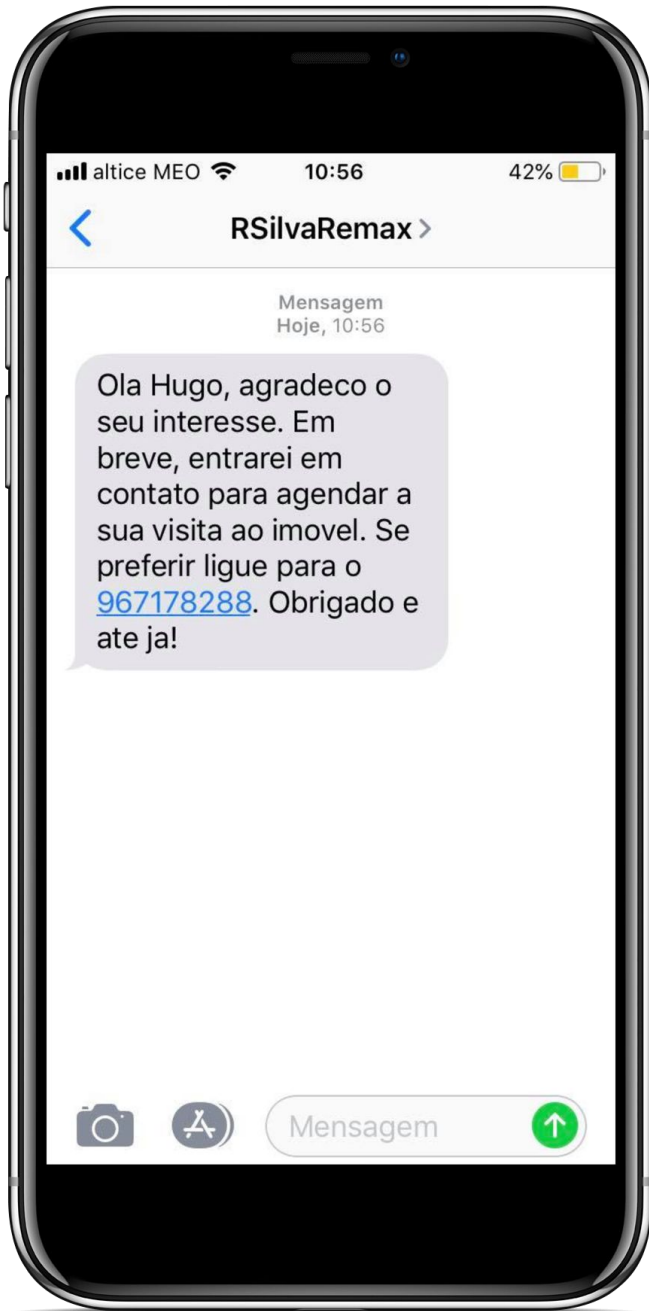 altice MEO 10:56 42%
RSilvaRemax
Mensagem
Hoje, 10:56
Ola Hugo, agradeco o
seu interesse. Em
breve, entrarei em
contato para agendar a
sua visita ao imovel. Se
preferir ligue para o
967178288. Obrigado e
ate ja!
Mensagem